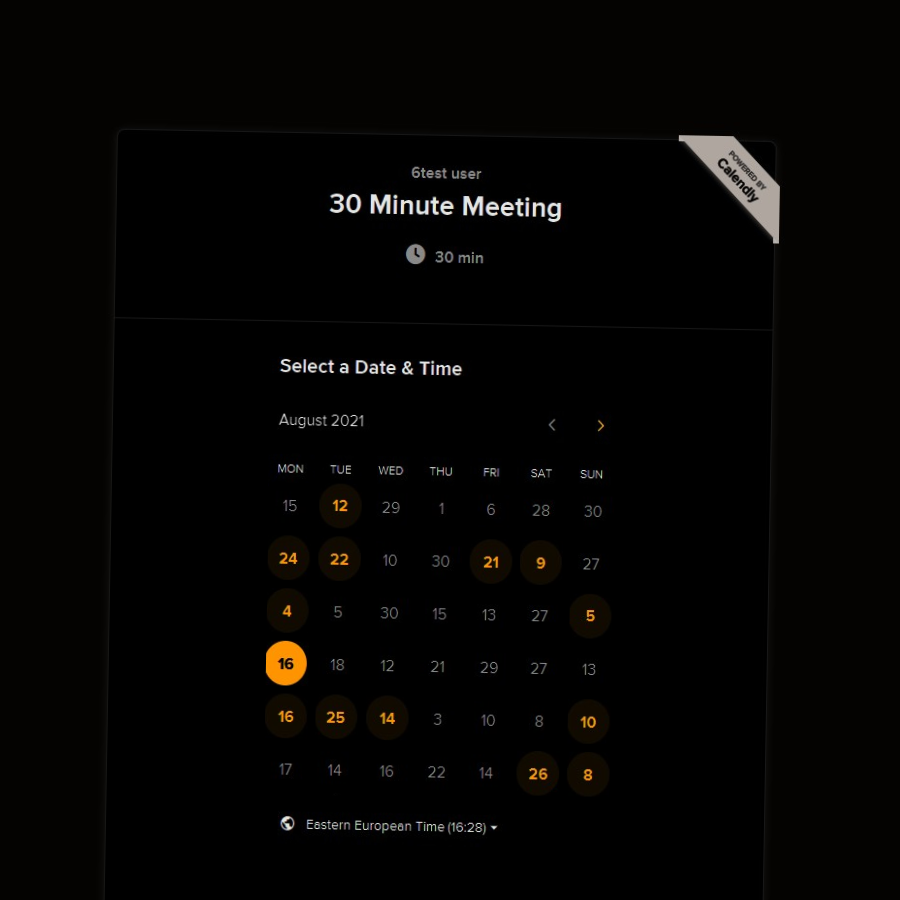 POWERED BY
Calendly
6test user
30 Minute Meeting
30 min
Select a Date & Time
August 2021
MON TUE WED THU FRI SAT SUN
15 12 29 1 6 28 30
24 22 10 30 21 9 27
4 5 30 15 13 27 5
16 18 12 21 29 27 13
16 25 14 3 10 8 10
17 14 16 22 14 26 8
Eastern European Time (16:28)